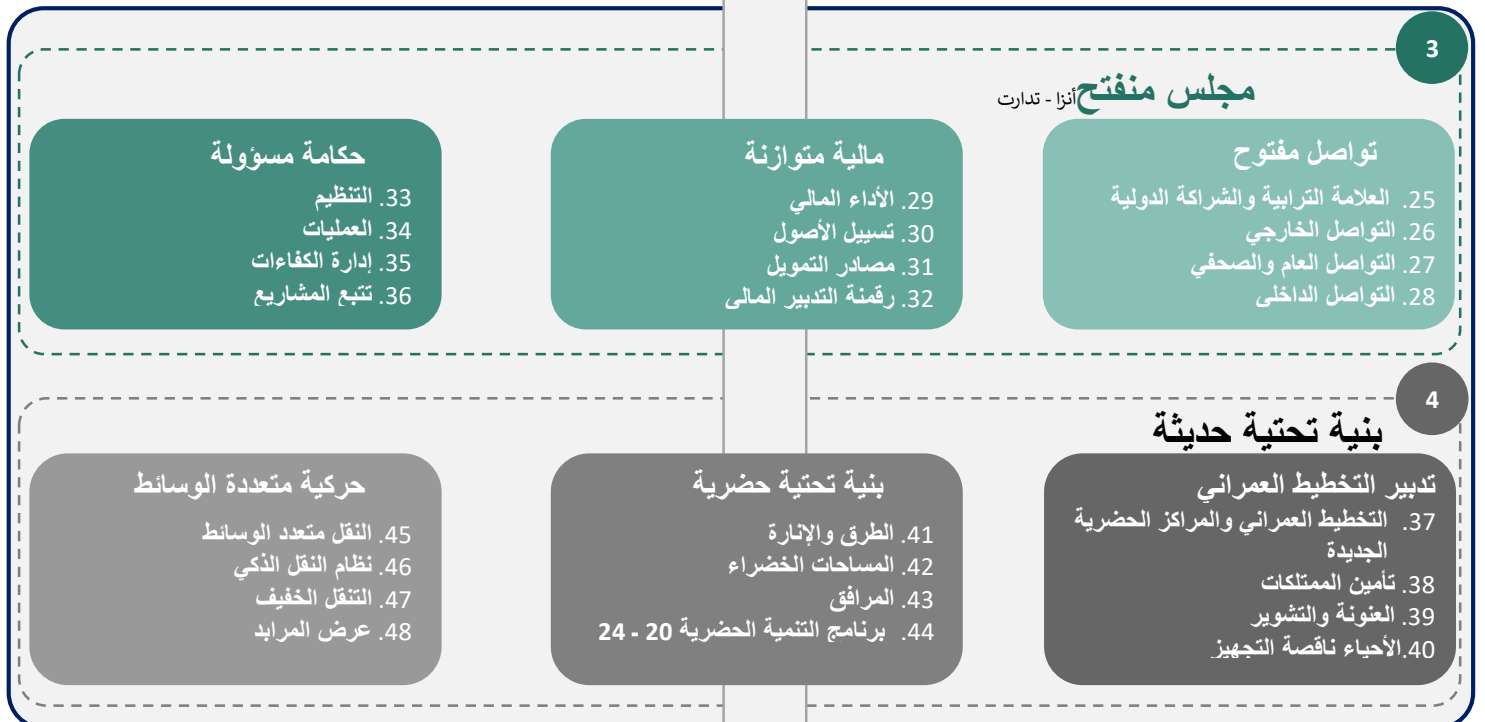 3
مجلس منفتح أنزا - تدارت
تواصل مفتوح
25. العلامة الترابية والشراكة الدولية
26. التواصل الخارجي
27. التواصل العام والصحفي
28. التواصل الداخلي
مالية متوازنة
29. الأداء المالي
30. تسييل الأصول
31. مصادر التمويل
32. رقمنة التدبير المالي
حكامة مسؤولة
33. التنظيم
34. العمليات
35. إدارة الكفاءات
36. تتبع المشاريع
4
بنية تحتية حديثة
تدبير التخطيط العمراني
37. التخطيط العمراني والمراكز الحضرية
الجديدة
38. تأمين الممتلكات
39. العنونة والتشوير
40.الأحياء ناقصة التجهيز
بنية تحتية حضرية
41. الطرق والإنارة
42. المساحات الخضراء
43. المرافق
44. برنامج التنمية الحضرية 20 - 24
حركية متعددة الوسائط
45. النقل متعدد الوسائط
46. نظام النقل الذكي
47. التنقل الخفيف
48. عرض المرابد